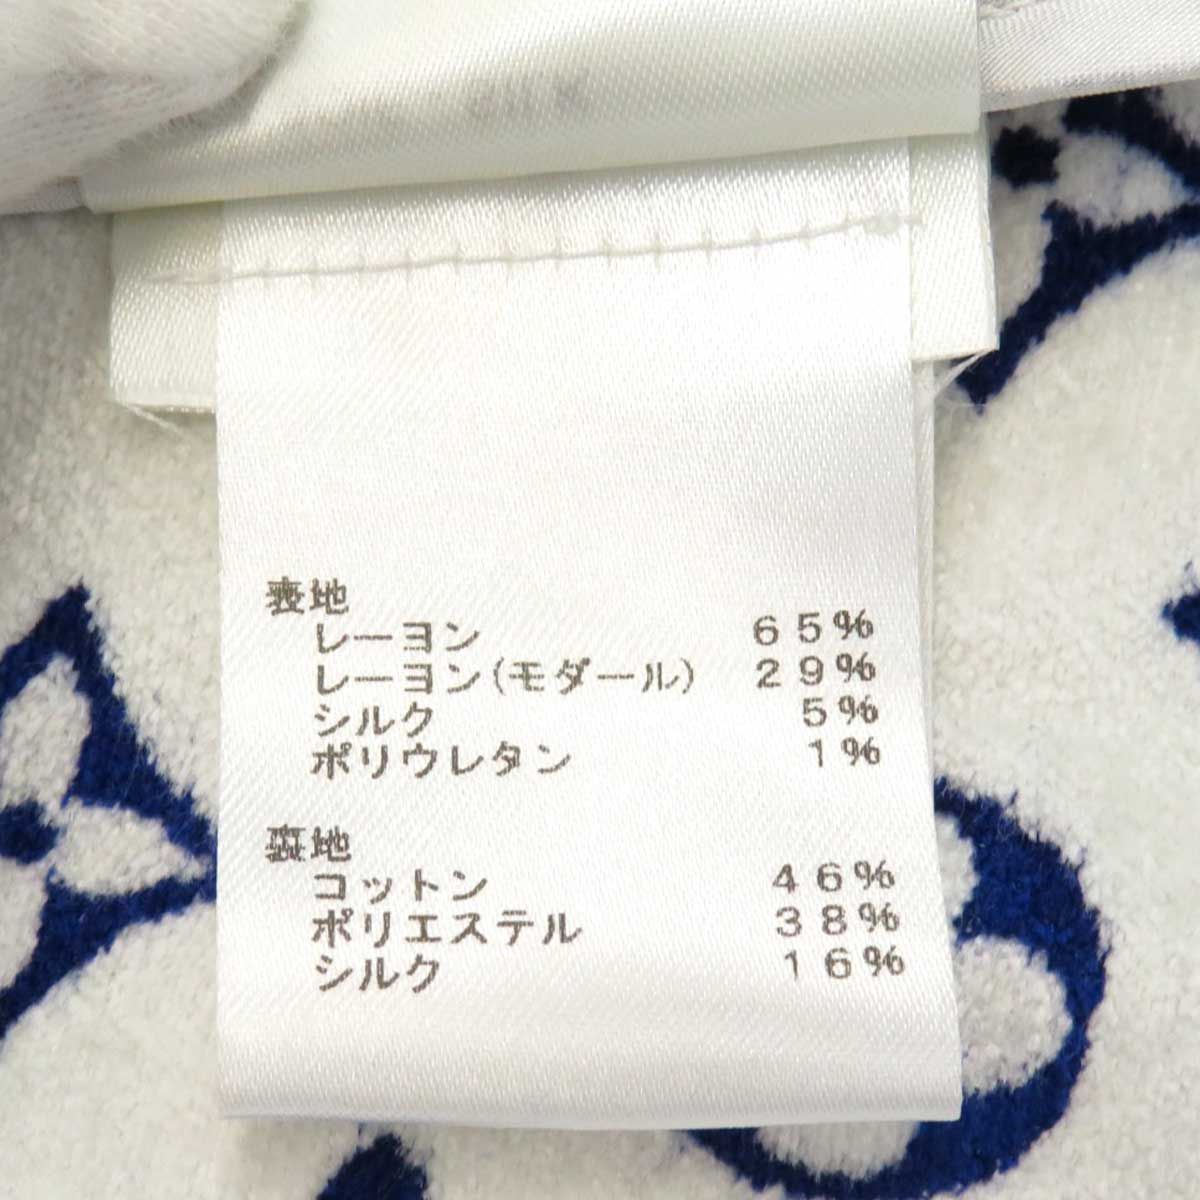 表地
レーヨン 65%
レーヨン(モダール) 29%
シルク 5%
ポリウレタン 1%
裏地
コットン 46%
ポリエステル 38%
シルク 16%